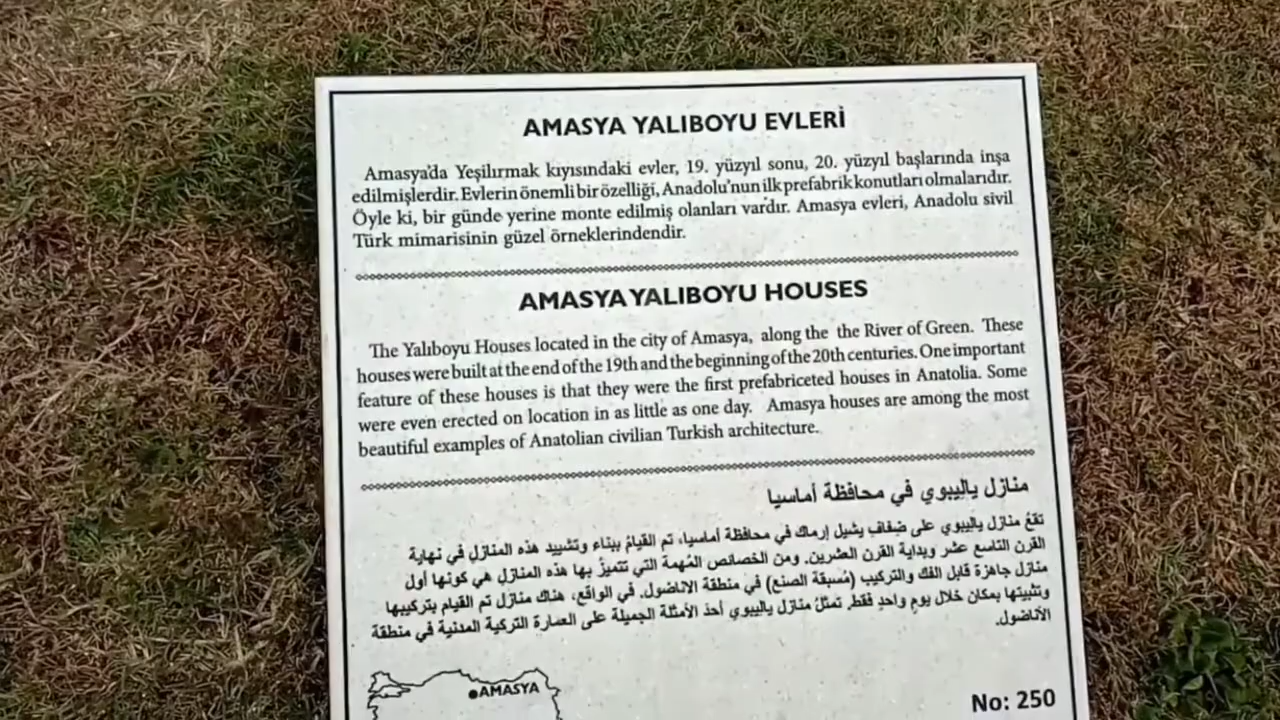 AMASYA YALIBOYU EVLERİ
Amasya'da Yeşilırmak kıyısındaki evler, 19. yüzyıl sonu, 20. yüzyıl başlarında inşa
edilmişlerdir. Evlerin önemli bir özelliği, Anadolu'nun ilk prefabrik konutları olmalarıdır.
Öyle ki, bir günde yerine monte edilmiş olanları vardır. Amasya evleri, Anadolu sivil
Türk mimarisinin güzel örneklerindendir.
AMASYA YALIBOYU HOUSES
The Yalıboyu Houses located in the city of Amasya, along the the River of Green. These
houses were built at the end of the 19th and the beginning of the 20th centuries. One important
feature of these houses is that they were the first prefabriceted houses in Anatolia. Some
were even erected on location in as little as one day. Amasya houses are among the most
beautiful examples of Anatolian civilian Turkish architecture.
منازل ياليبوي في محافظة أماسيا
تقعُ منازل ياليبوي على ضِفافِ يشيل إرماك في محافظة أماسيا، تم القيامُ ببناء وتشييد هذه المنازل في نهاية
القرن التاسع عشر وبداية القرن العشرين. ومن الخصائص المُهمة التي تتميزُ بها هذه المنازل هي كونها أول
منازل جاهزة قابل الفك والتركيب (مُسبقة الصنع) في منطقة الاناضول. في الواقع، هناك منازل تم القيام بتركيبها
وتثبيتها بمكان خلال يومٍ واحدٍ فقط. تمثلُ منازل ياليبوي أحدَ الأمثلة الجميلة على العمارة التركية المدنية في منطقة
الأناضول.
AMASYA
No: 250